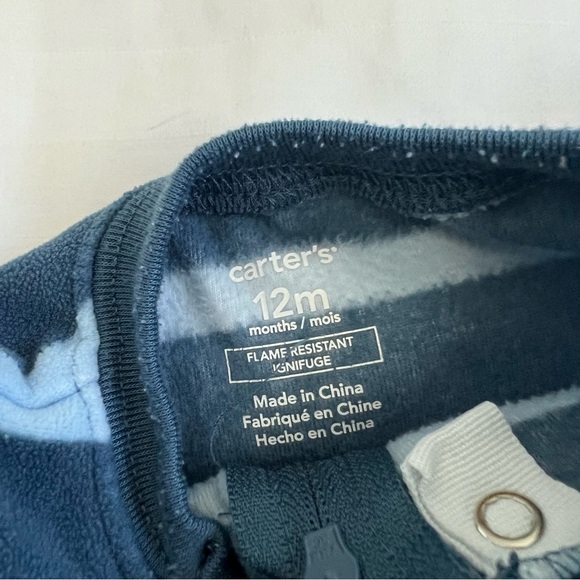 carter's
12m
months / mois
FLAME RESISTANT
IGNIFUGE
Made in China
Fabriqué en Chine
Hecho en China